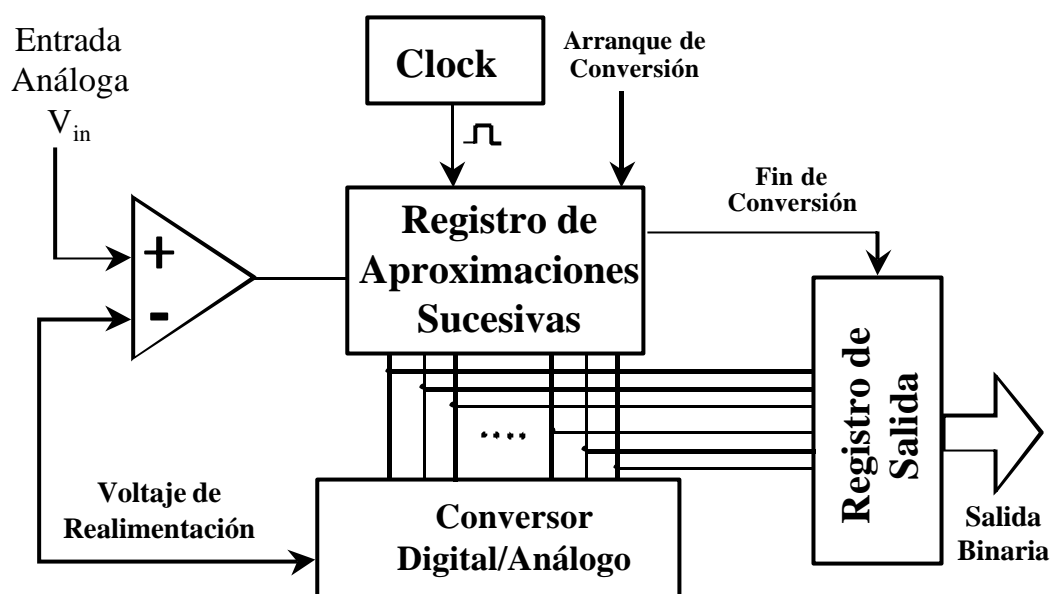 Entrada
Análoga
Vin
Clock
Arranque de
Conversión
+
-
Registro de
Aproximaciones
Sucesivas
Fin de
Conversión
Registro de
Salida
....
Voltaje de
Realimentación
Conversor
Digital/Análogo
Salida
Binaria